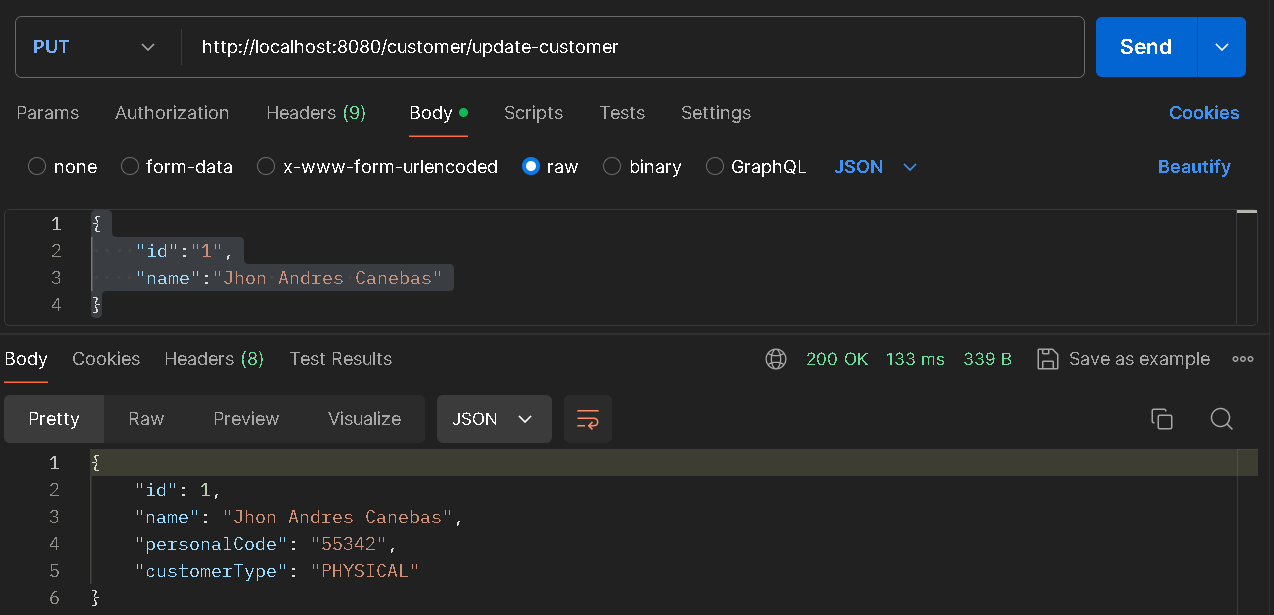 PUT http://localhost:8080/customer/update-customer Send
Params Authorization Headers (9) Body Scripts Tests Settings Cookies
none form-data x-www-form-urlencoded raw binary GraphQL JSON Beautify
1 {
2 "id":"1",
3 "name":"Jhon Andres Canebas"
4 }
Body Cookies Headers (8) Test Results 200 OK 133 ms 339 B Save as example
Pretty Raw Preview Visualize JSON
1 {
2 "id": 1,
3 "name": "Jhon Andres Canebas",
4 "personalCode": "55342",
5 "customerType": "PHYSICAL"
6 }